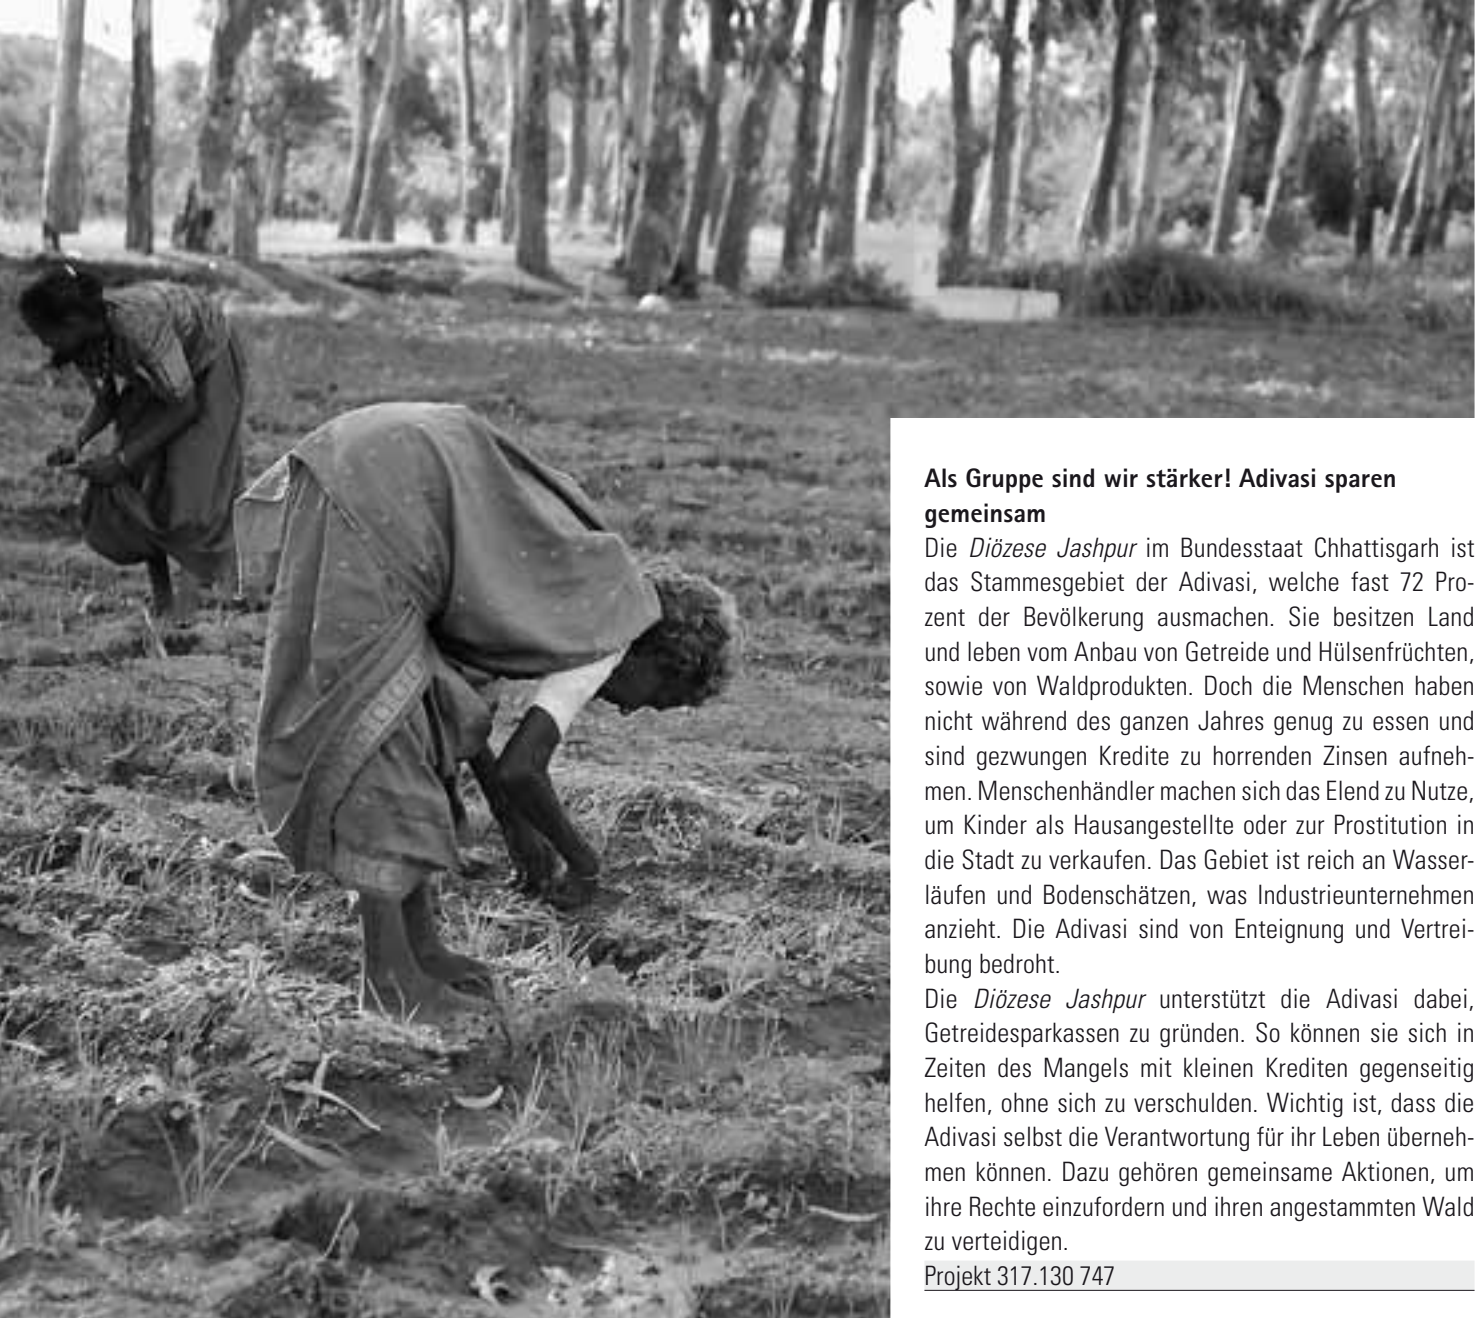 Als Gruppe sind wir stärker! Adivasi sparen
gemeinsam
Die Diözese Jashpur im Bundesstaat Chhattisgarh ist
das Stammesgebiet der Adivasi, welche fast 72 Pro-
zent der Bevölkerung ausmachen. Sie besitzen Land
und leben vom Anbau von Getreide und Hülsenfrüchten,
sowie von Waldprodukten. Doch die Menschen haben
nicht während des ganzen Jahres genug zu essen und
sind gezwungen Kredite zu horrenden Zinsen aufneh-
men. Menschenhändler machen sich das Elend zu Nutze,
um Kinder als Hausangestellte oder zur Prostitution in
die Stadt zu verkaufen. Das Gebiet ist reich an Wasser-
läufen und Bodenschätzen, was Industrieunternehmen
anzieht. Die Adivasi sind von Enteignung und Vertrei-
bung bedroht.
Die Diözese Jashpur unterstützt die Adivasi dabei,
Getreidesparkassen zu gründen. So können sie sich in
Zeiten des Mangels mit kleinen Krediten gegenseitig
helfen, ohne sich zu verschulden. Wichtig ist, dass die
Adivasi selbst die Verantwortung für ihr Leben überneh-
men können. Dazu gehören gemeinsame Aktionen, um
ihre Rechte einzufordern und ihren angestammten Wald
zu verteidigen.
Projekt 317.130 747